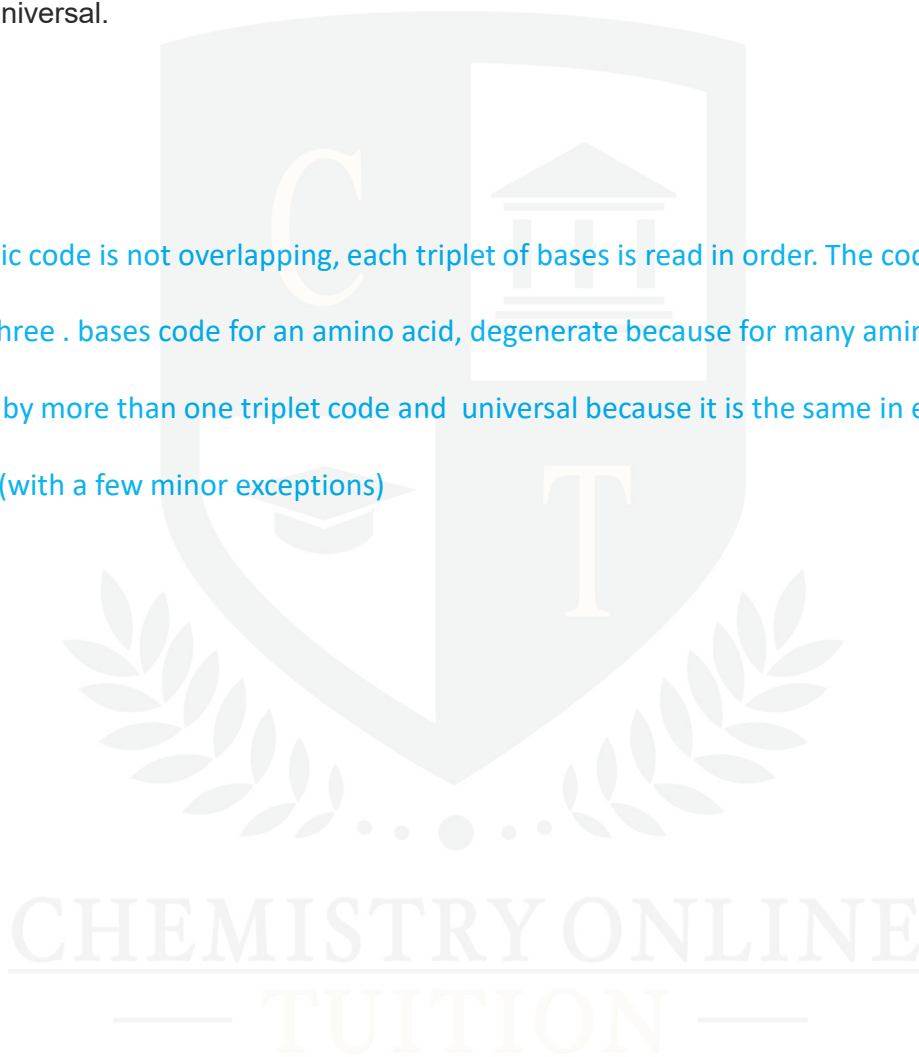 niversal.
ic code is not overlapping, each triplet of bases is read in order. The co
hree . bases code for an amino acid, degenerate because for many amin
by more than one triplet code and universal because it is the same in e
(with a few minor exceptions)
C
T
CHEMISTRY ONLINE
— TUITION —